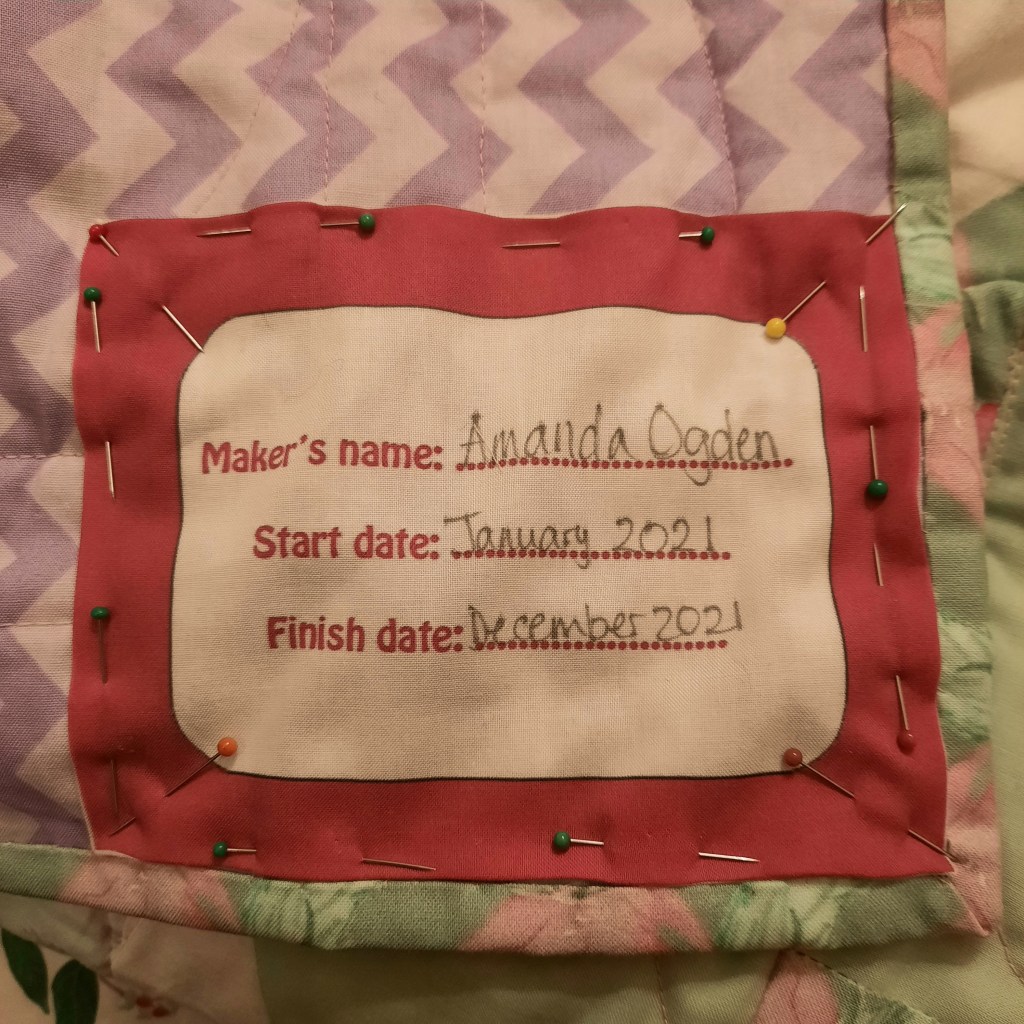 Maker's name: Amanda Ogden
Start date: January 2021
Finish date: December 2021